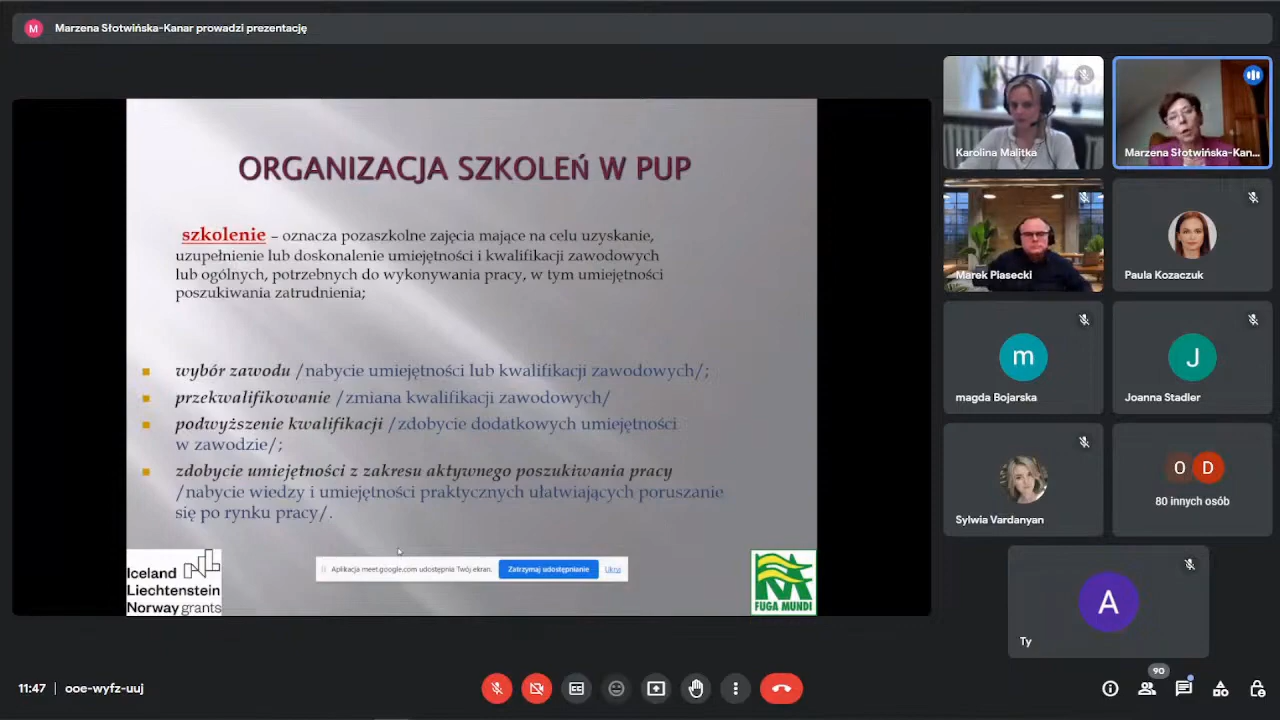 M Marzena Słotwińska-Kanar prowadzi prezentację
ORGANIZACJA SZKOLEŃ W PUP
szkolenie – oznacza pozaszkolne zajęcia mające na celu uzyskanie,
uzupełnienie lub doskonalenie umiejętności i kwalifikacji zawodowych
lub ogólnych, potrzebnych do wykonywania pracy, w tym umiejętności
poszukiwania zatrudnienia;
wybór zawodu /nabycie umiejętności lub kwalifikacji zawodowych/;
przekwalifikowanie /zmiana kwalifikacji zawodowych/
podwyższenie kwalifikacji /zdobycie dodatkowych umiejętności
w zawodzie/;
zdobycie umiejętności z zakresu aktywnego poszukiwania pracy
/nabycie wiedzy i umiejętności praktycznych ułatwiających poruszanie
się po rynku pracy/.
Iceland
Liechtenstein
Norway grants
Aplikacja meet.google.com udostępnia Twój ekran. Zatrzymaj udostępnianie Ukryj
FUGA MUNDI
Karolina Malitka
Marzena Słotwińska-Kan...
Marek Piasecki
Paula Kozaczuk
m
magda Bojarska
J
Joanna Stadler
Sylwia Vardanyan
O D
80 innych osób
A
Ty
11:47 ooe-wyfz-uuj
90